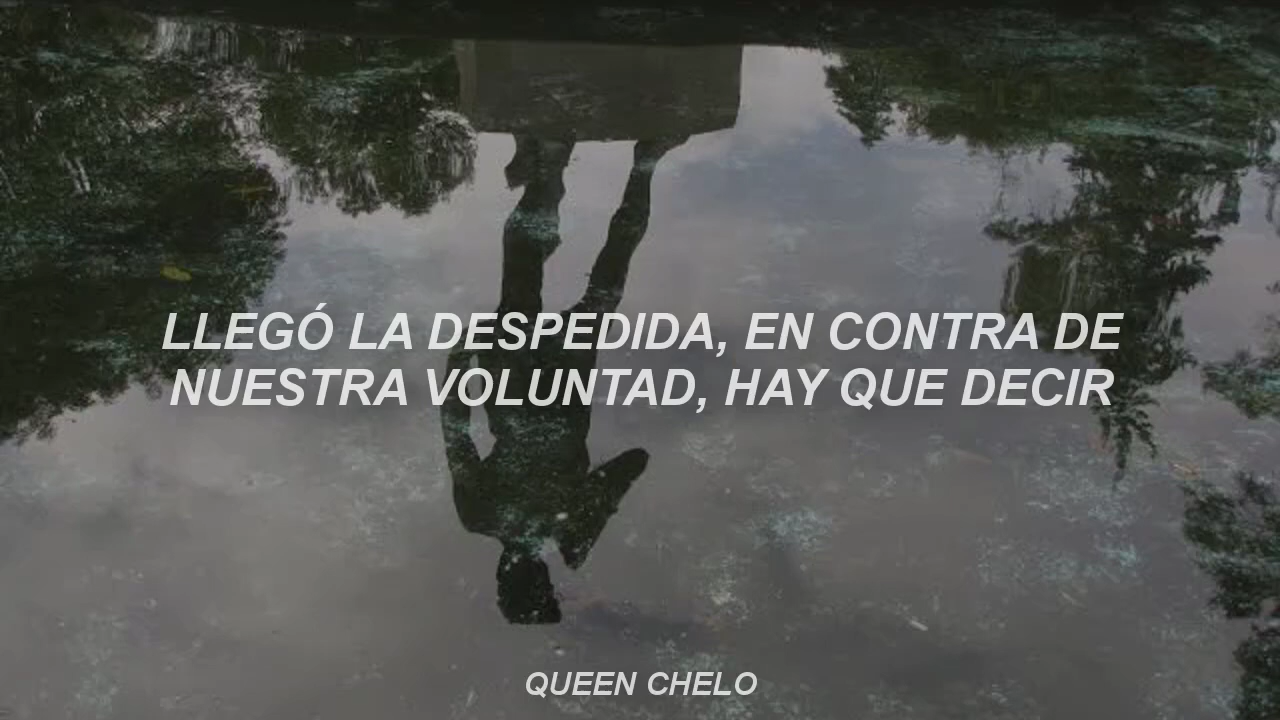 LLEGÓ LA DESPEDIDA, EN CONTRA DE
NUESTRA VOLUNTAD, HAY QUE DECIR
QUEEN CHELO